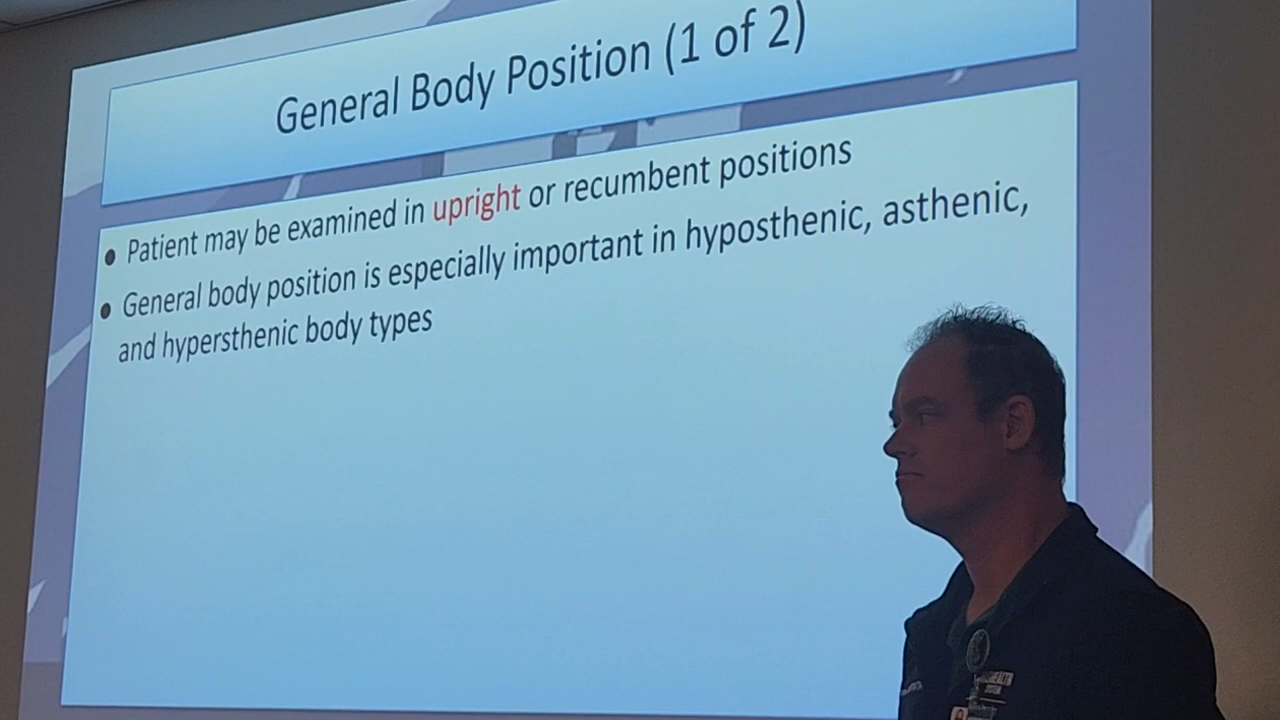 General Body Position (1 of 2)
• Patient may be examined in upright or recumbent positions
• General body position is especially important in hyposthenic, asthenic,
and hypersthenic body types